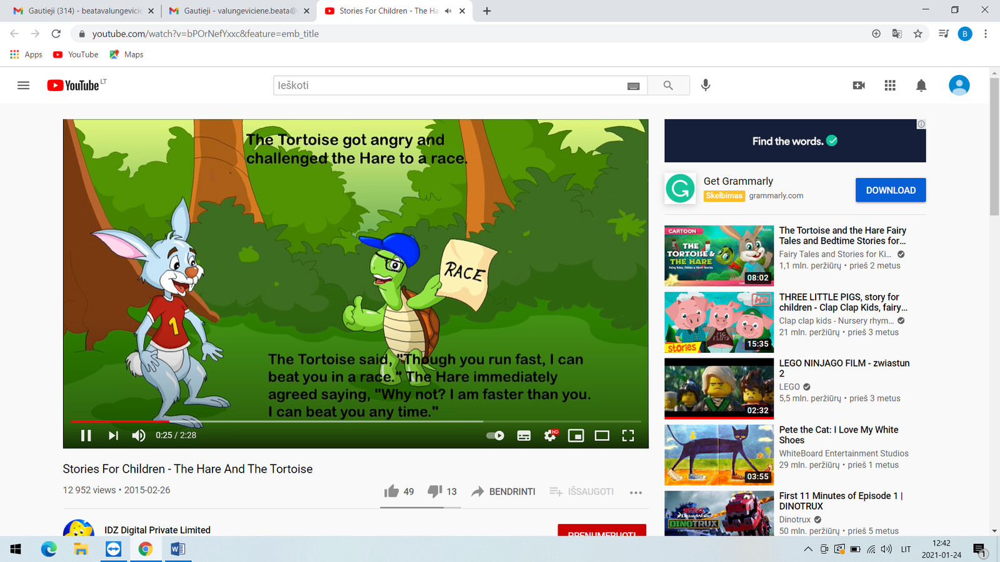 Gautieji (314) - beatavalungevicie
Gautieji - valungeviciene.beata@
Stories For Children - The Ha
youtube.com/watch?v=bPOrNefYxxc&feature=emb_title
Apps
YouTube
Maps
B
YouTube LT
Ieškoti
The Tortoise got angry and
challenged the Hare to a race.
RACE
1
The Tortoise said, "Though you run fast, I can
beat you in a race." The Hare immediately
agreed saying, "Why not? I am faster than you.
I can beat you any time."
0:25 / 2:28
HD
Stories For Children - The Hare And The Tortoise
12 952 views • 2015-02-26
49
13
BENDRINTI
IŠSAUGOTI
IDZ Digital Private Limited
PRENUMERUOTI
Find the words.
Get Grammarly
Skelbimas grammarly.com
DOWNLOAD
CARTOON
THE
TORTOISE &
THE HARE
Fairy Tales, Fables & Short Stories
08:02
The Tortoise and the Hare Fairy
Tales and Bedtime Stories for...
Fairy Tales and Stories for Ki...
1,1 mln. peržiūrų • prieš 2 metus
HD
stories
15:35
THREE LITTLE PIGS, story for
children - Clap Clap Kids, fairy...
Clap clap kids - Nursery rhym...
21 mln. peržiūrų • prieš 3 metus
02:32
LEGO NINJAGO FILM - zwiastun
2
LEGO
5,5 mln. peržiūrų • prieš 3 metus
03:55
Pete the Cat: I Love My White
Shoes
WhiteBoard Entertainment Studios
29 mln. peržiūrų • prieš 1 metus
NETFLIX
DREAMWORKS
DINOTRUX
First 11 Minutes of Episode 1 |
DINOTRUX
Dinotrux
50 mln. peržiūrų • prieš 5 metus
LIT
12:42
2021-01-24
1